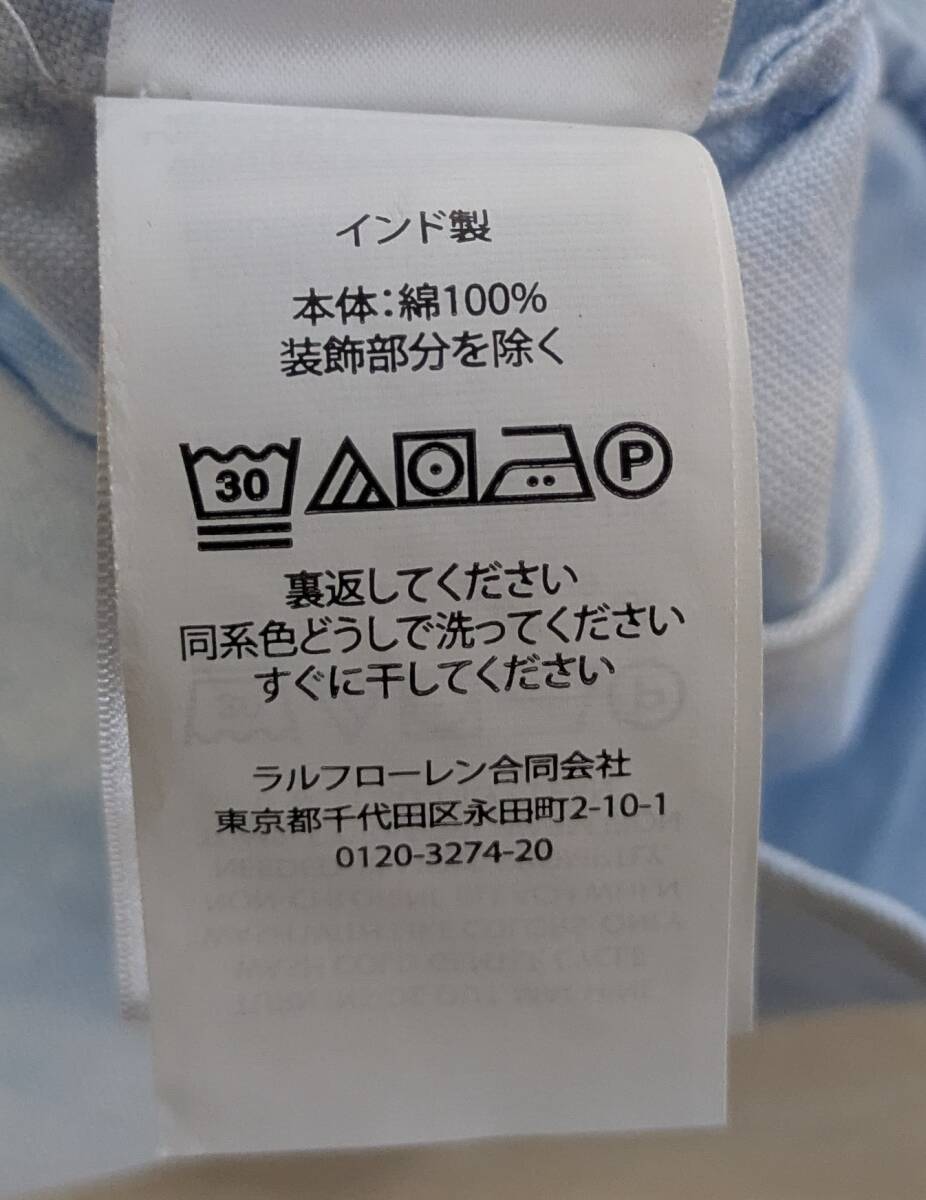 インド製
本体：綿100%
装飾部分を除く
30
P
裏返してください
同系色どうしで洗ってください
すぐに干してください
ラルフローレン合同会社
東京都千代田区永田町2-10-1
0120-3274-20